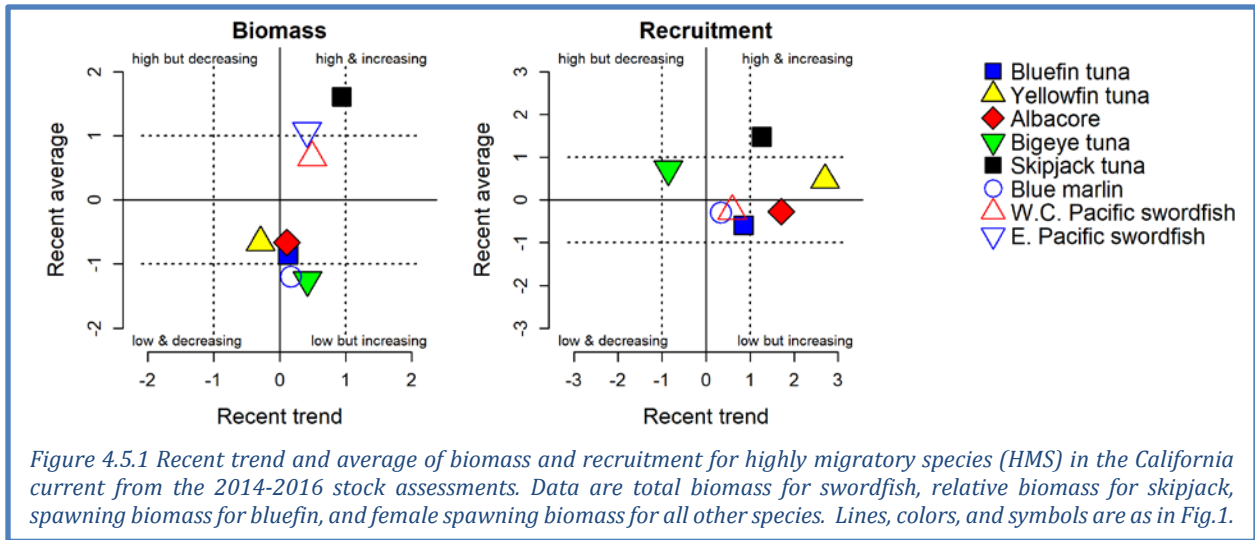 Biomass
high but decreasing
high & increasing
2
1
0
-1
-2
Recent average
low & decreasing
low but increasing
-2 -1 0 1 2
Recent trend
Recruitment
high but decreasing
high & increasing
3
2
1
0
-1
-2
-3
Recent average
low & decreasing
low but increasing
-3 -2 -1 0 1 2 3
Recent trend
Bluefin tuna
Yellowfin tuna
Albacore
Bigeye tuna
Skipjack tuna
Blue marlin
W.C. Pacific swordfish
E. Pacific swordfish
Figure 4.5.1 Recent trend and average of biomass and recruitment for highly migratory species (HMS) in the California
current from the 2014-2016 stock assessments. Data are total biomass for swordfish, relative biomass for skipjack,
spawning biomass for bluefin, and female spawning biomass for all other species. Lines, colors, and symbols are as in Fig.1.